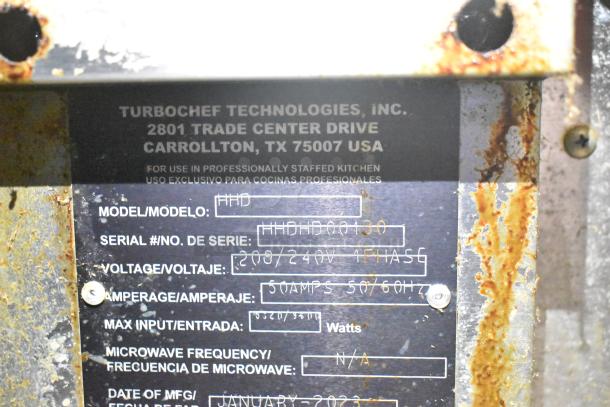 TURBOCHEF TECHNOLOGIES, INC.
2801 TRADE CENTER DRIVE
CARROLLTON, TX 75007 USA
FOR USE IN PROFESSIONALLY STAFFED KITCHEN
USO EXCLUSIVO PARA COCINAS PROFESIONALES
MODEL/MODELO: HHD
SERIAL #/NO. DE SERIE:
VOLTAGE/VOLTAJE: 208/240V 1PHASE
AMPERAGE/AMPERAJE: 50AMPS 50/60HZ
MAX INPUT/ENTRADA: Watts
MICROWAVE FREQUENCY/
FRECUENCIA DE MICROWAVE: N/A
DATE OF MFG/ JANUARY-2023